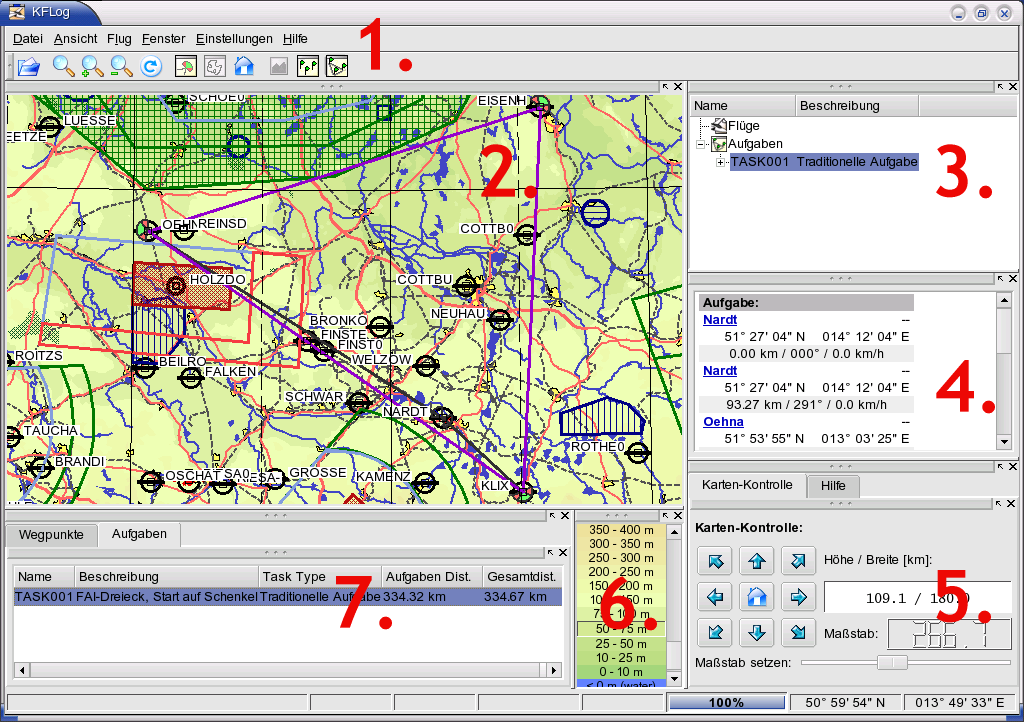 KFLog
Datei Ansicht Flug Fenster Einstellungen Hilfe
1.
SCHOEU
LUESSE
EETZE
EISENH
2.
OEHN REINSD
COTTB0
HOLZDO
COTTBU
NEUHAU
BRONKO
FINSTE
FINST0
WELZOW
ROITZS
BEILRO
FALKEN
SCHWAR
NARDT
TAUCHA
ROTHE0
BRANDI
OSCHAT SA0 RIESA- GROSSE
KAMENZ
KLIX
Name Beschreibung
Flüge
Aufgaben
TASK001 Traditionelle Aufgabe
3.
Aufgabe:
Nardt --
51° 27' 04" N 014° 12' 04" E
0.00 km / 000° / 0.0 km/h
Nardt --
51° 27' 04" N 014° 12' 04" E
93.27 km / 291° / 0.0 km/h
Oehna --
51° 53' 55" N 013° 03' 25" E
4.
Wegpunkte Aufgaben
Name Beschreibung Task Type Aufgaben Dist. Gesamtdist.
TASK001 FAI-Dreieck, Start auf Schenkel Traditionelle Aufgabe 334.32 km 334.67 km
7.
350 - 400 m
300 - 350 m
250 - 300 m
200 - 250 m
150 - 200 m
100 - 150 m
75 - 100 m
50 - 75 m
25 - 50 m
10 - 25 m
0 - 10 m
< 0 m (water)
6.
Karten-Kontrolle Hilfe
Karten-Kontrolle:
Höhe / Breite [km]:
109.1 / 180.0
5.
Maßstab: 266.7
Maßstab setzen:
100% 50° 59' 54" N 013° 49' 33" E